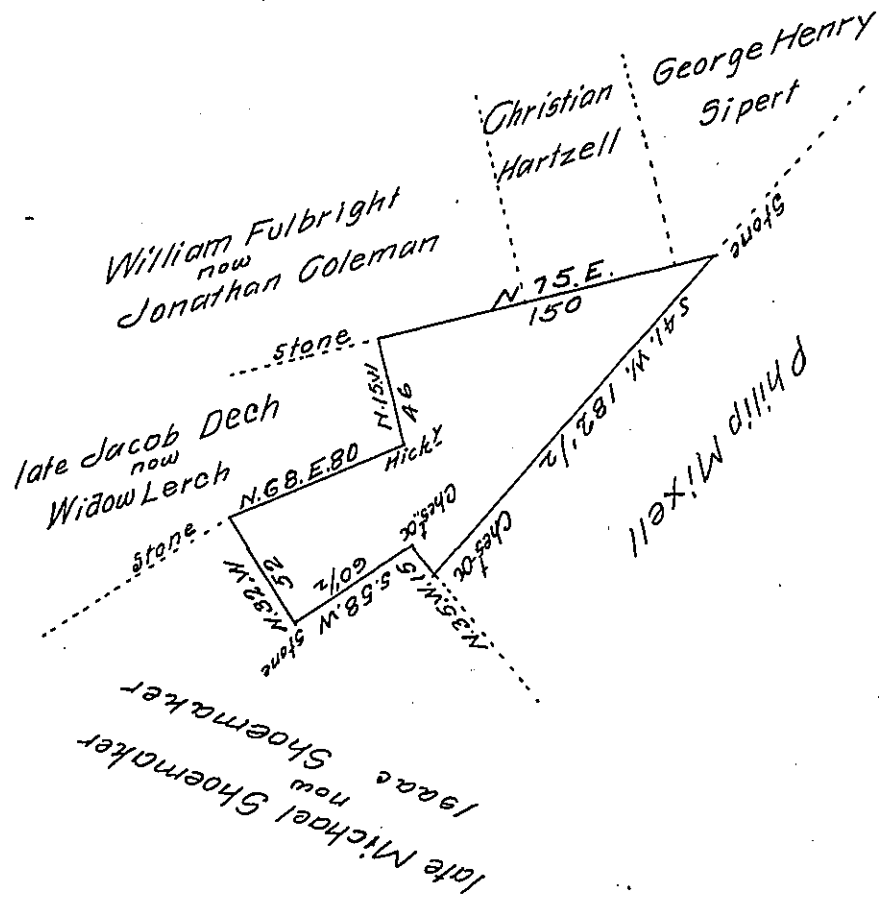 George Henry
Sipert
Christian
Hartzell
William Fulbright
now
Jonathan Coleman
N 75.E.
150
stone
stone
S 41. W. 182 1/2
Philip Mixell
N.15W
46
late Jacob Dech
now
Widow Lerch
N.68.E.80
Hicky
stone
Ches.t Oc
Ches.t Oc
N.32.W
52
S.58.W
60 1/2
N.35.W.15
stone
late Michael Shoemaker
now
Isaac Shoemaker